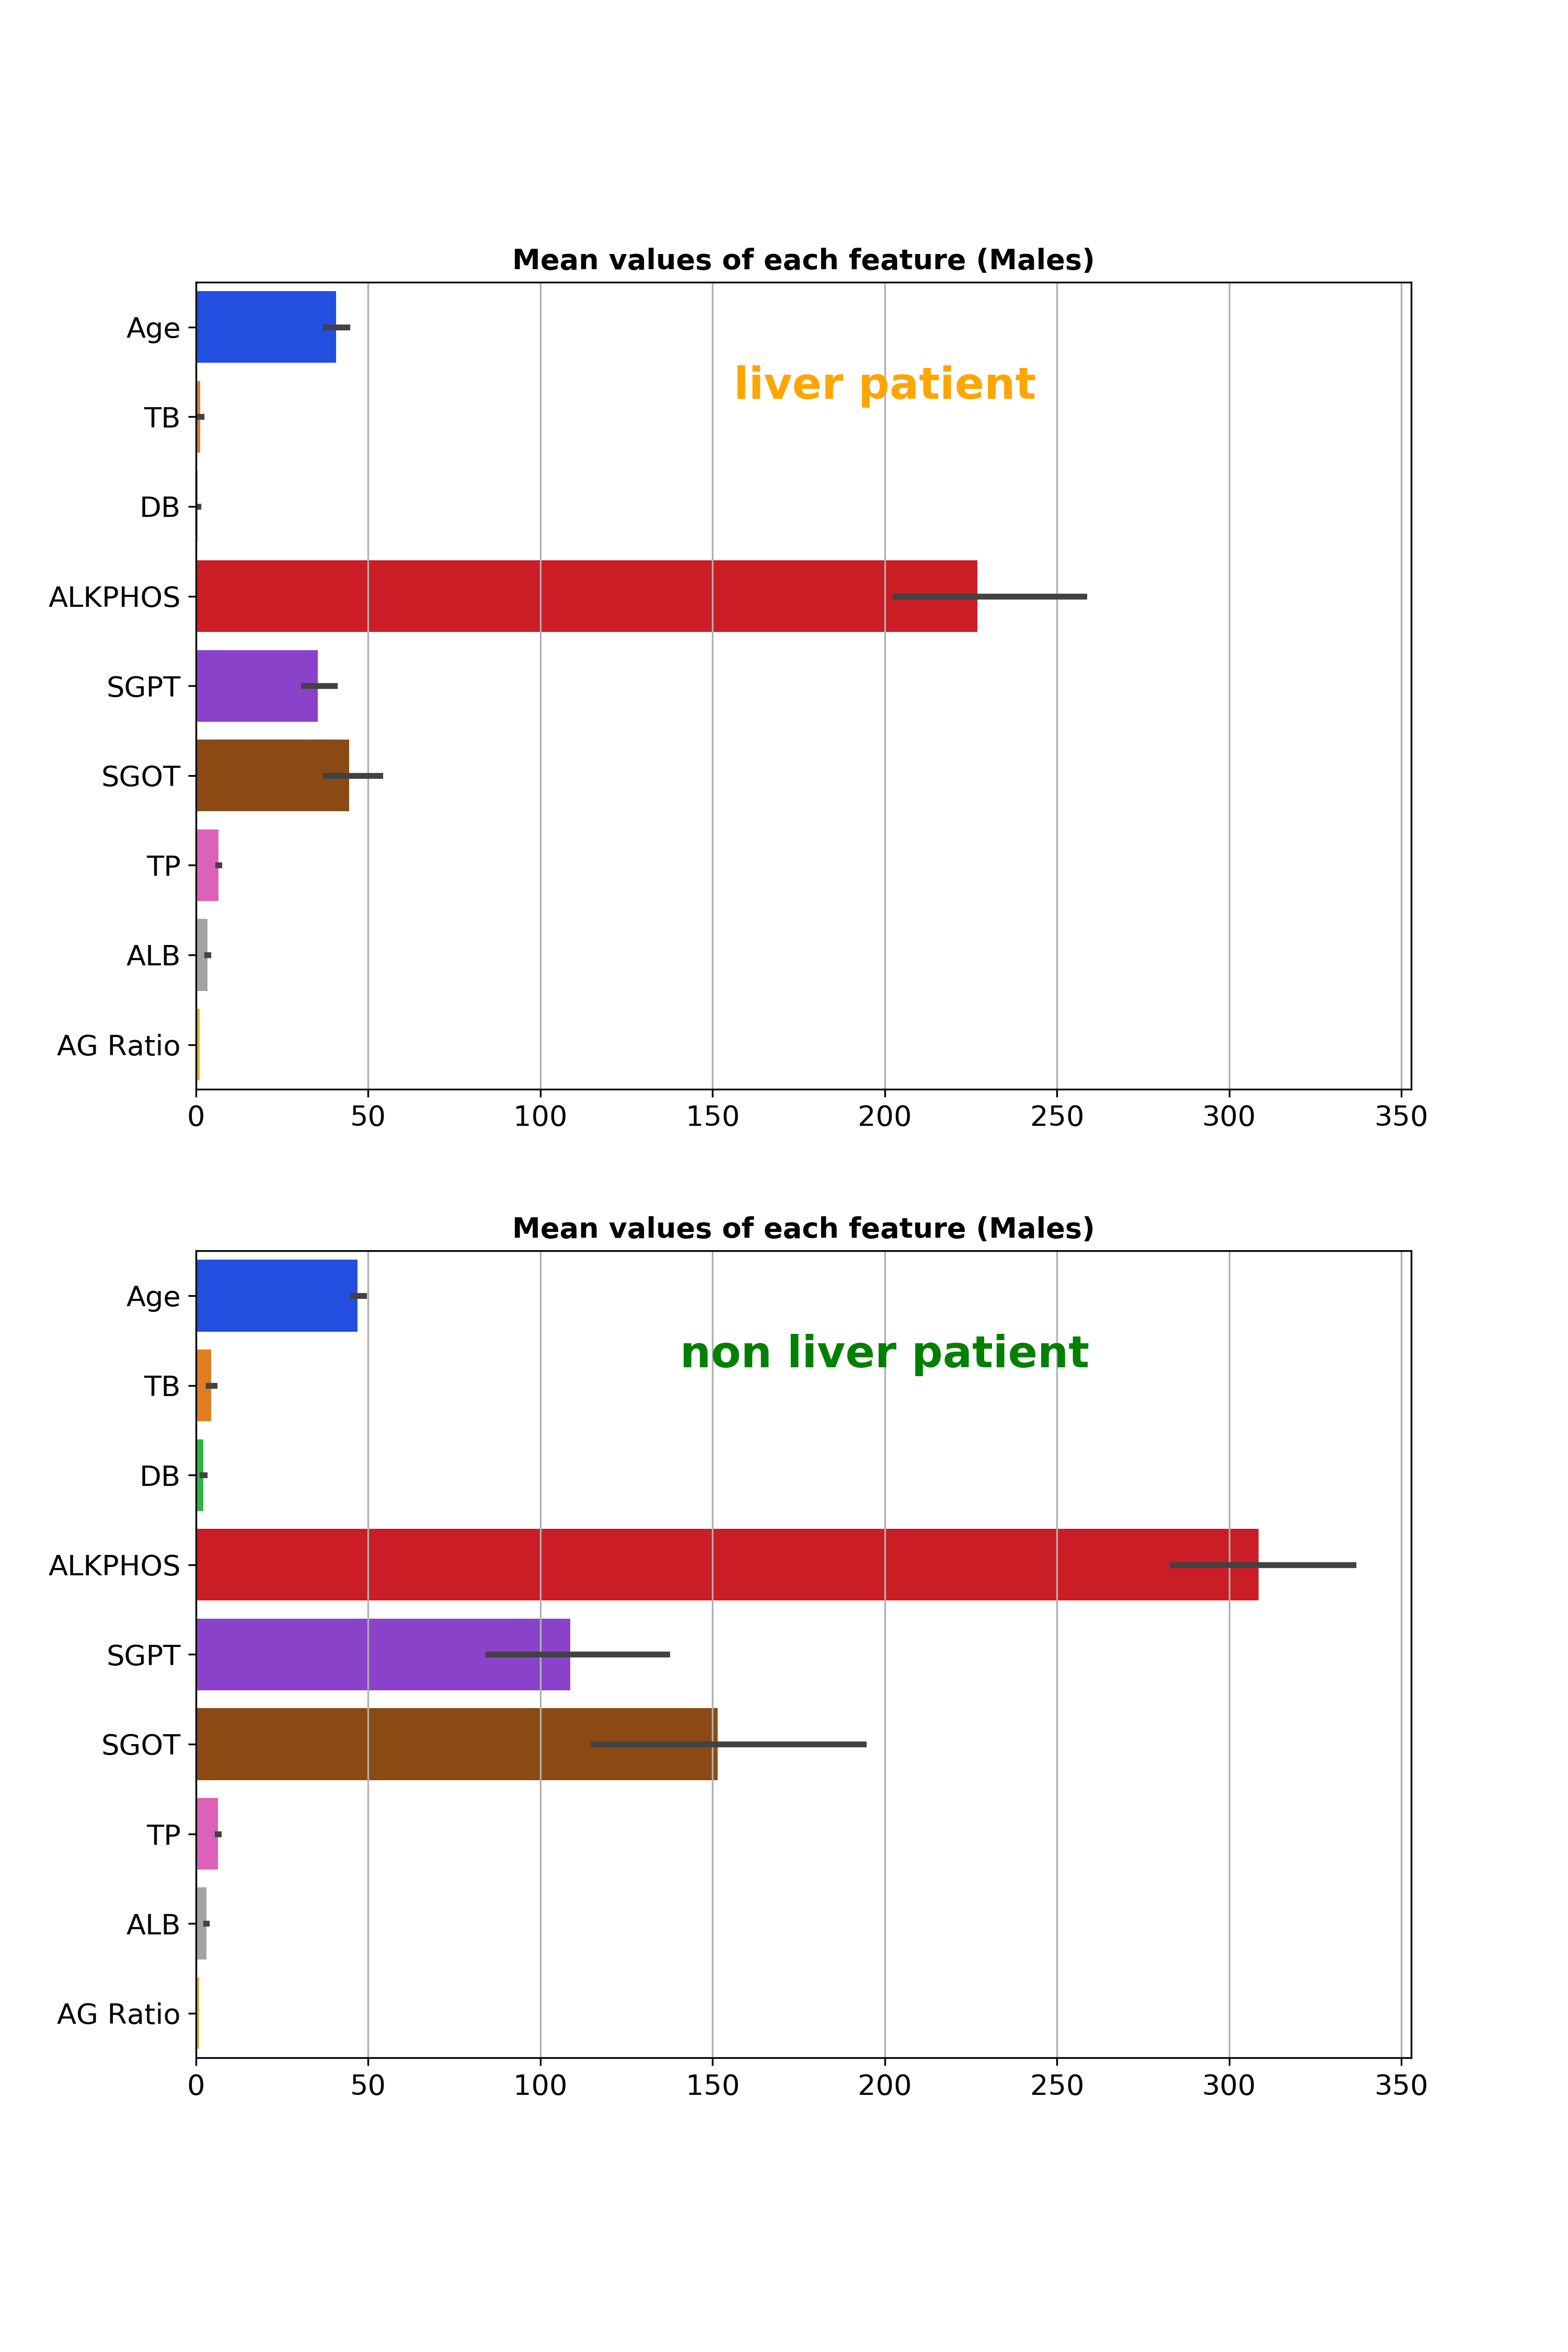 Mean values of each feature (Males)
liver patient
Age
TB
DB
ALKPHOS
SGPT
SGOT
TP
ALB
AG Ratio
0 50 100 150 200 250 300 350
Mean values of each feature (Males)
non liver patient
Age
TB
DB
ALKPHOS
SGPT
SGOT
TP
ALB
AG Ratio
0 50 100 150 200 250 300 350